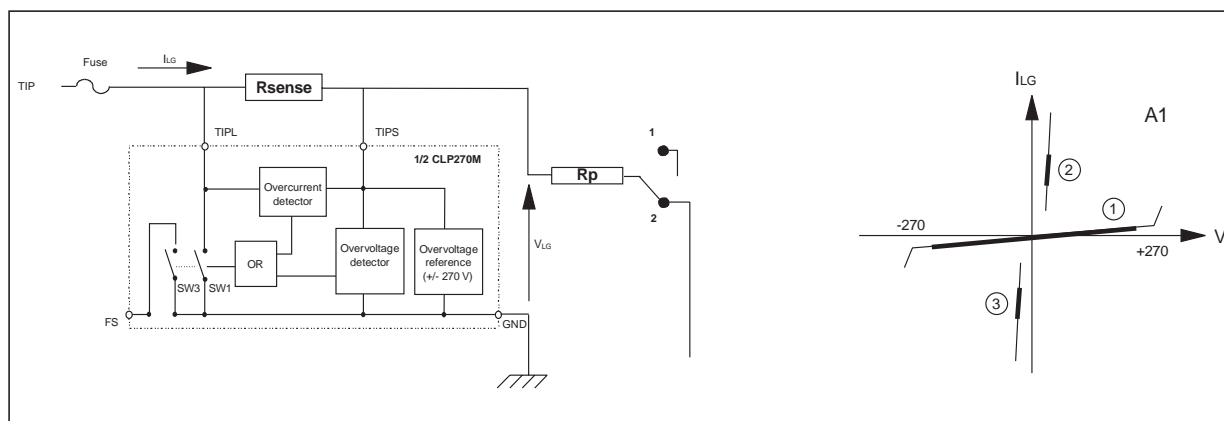 Fuse
ILG
TIP
Rsense
TIPL
TIPS
1/2 CLP270M
Overcurrent
detector
OR
Overvoltage
detector
Overvoltage
reference
(+/- 270 V)
SW3
SW1
FS
GND
VLG
Rp
1
2
ILG
A1
2
1
-270
+270
V
3